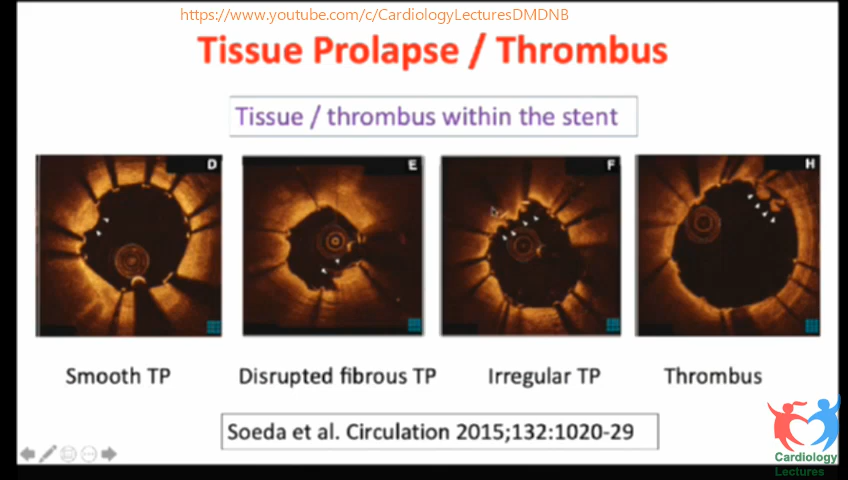 https://www.youtube.com/c/CardiologyLecturesDMDNB
Tissue Prolapse / Thrombus
Tissue / thrombus within the stent
D
E
F
H
Smooth TP
Disrupted fibrous TP
Irregular TP
Thrombus
Soeda et al. Circulation 2015;132:1020-29
Cardiology
Lectures